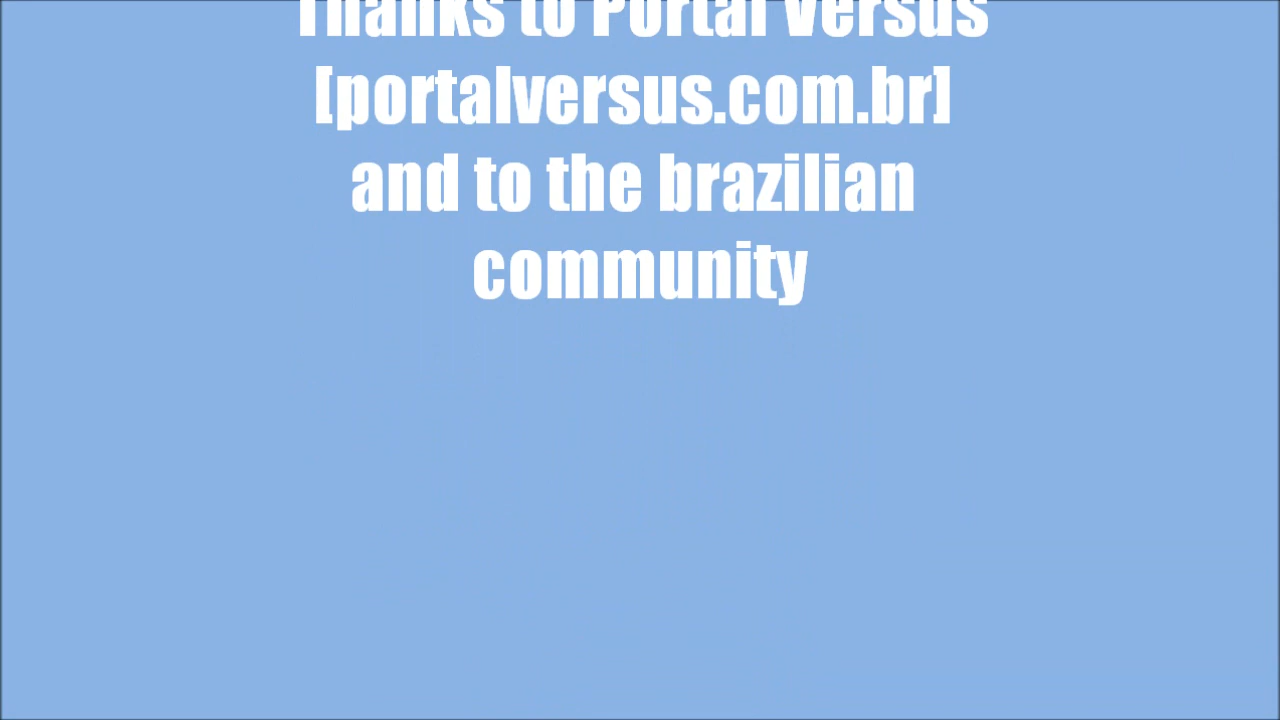 Thanks to Portal Versus
[portalversus.com.br]
and to the brazilian
community